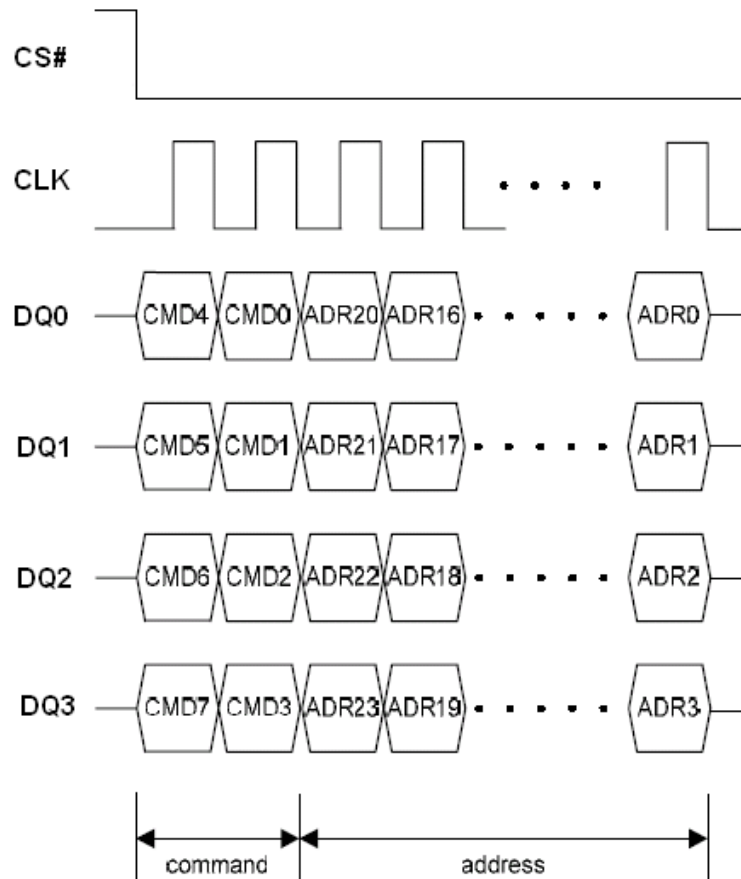 CS#
CLK
DQ0 CMD4 CMD0 ADR20 ADR16 ADR0
DQ1 CMD5 CMD1 ADR21 ADR17 ADR1
DQ2 CMD6 CMD2 ADR22 ADR18 ADR2
DQ3 CMD7 CMD3 ADR23 ADR19 ADR3
command address